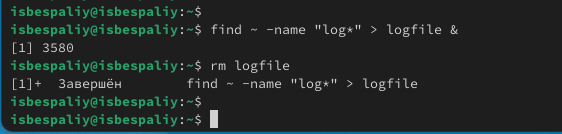 isbespaliy@isbespaliy:~$
isbespaliy@isbespaliy:~$ find ~ -name "log*" > logfile &
[1] 3580
isbespaliy@isbespaliy:~$ rm logfile
[1]+  Завершён        find ~ -name "log*" > logfile
isbespaliy@isbespaliy:~$
isbespaliy@isbespaliy:~$